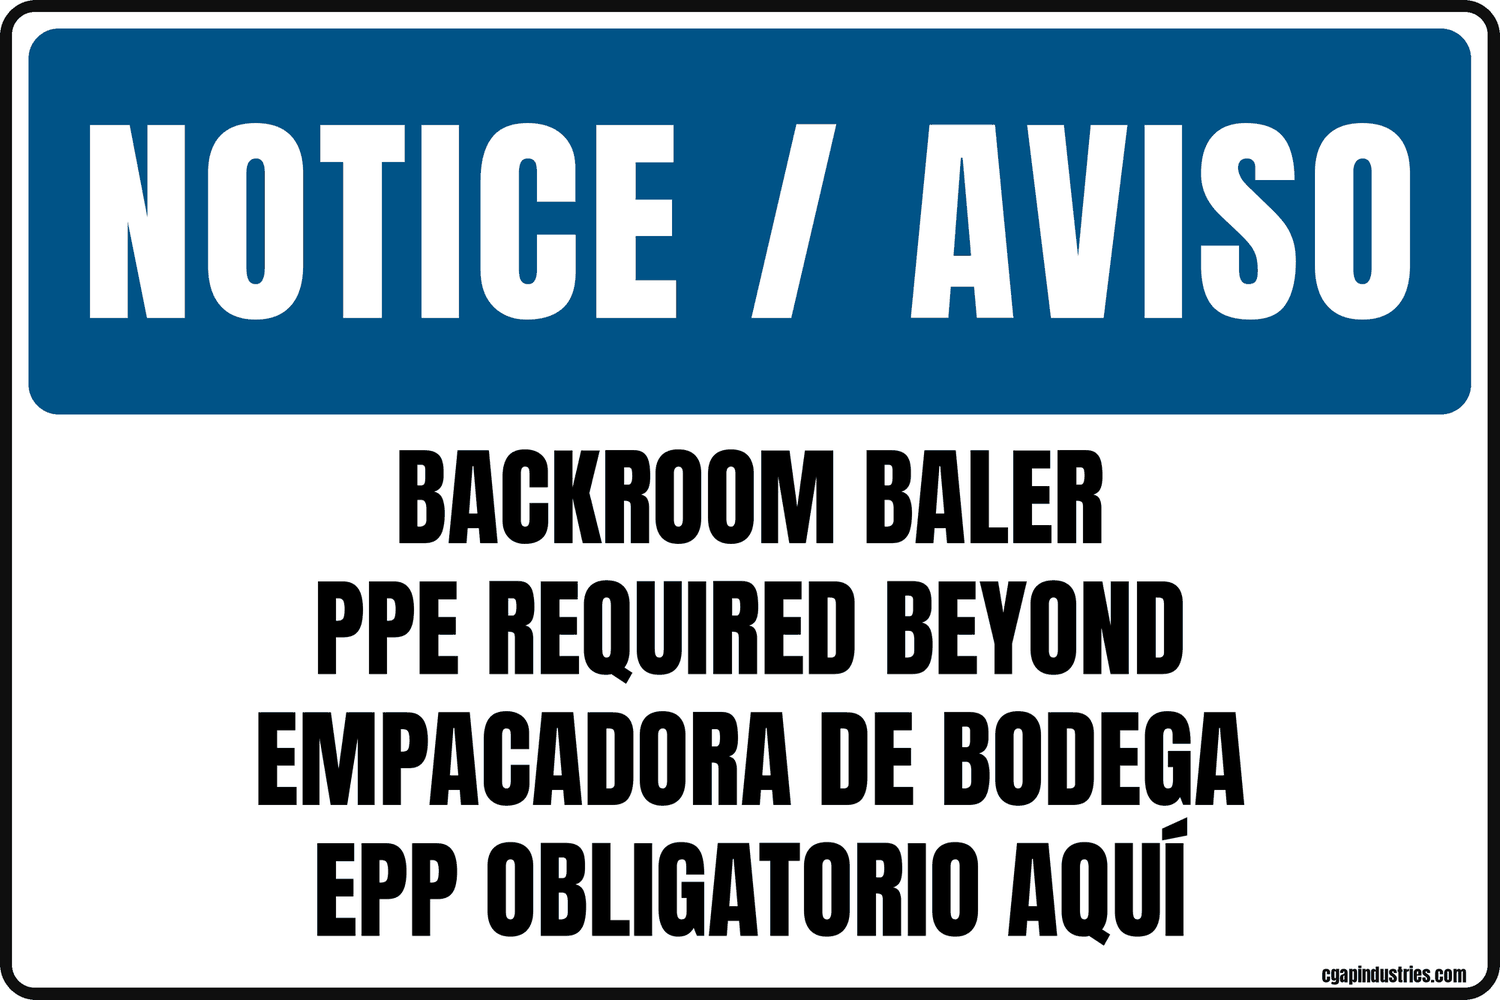 NOTICE / AVISO
BACKROOM BALER
PPE REQUIRED BEYOND
EMPACADORA DE BODEGA
EPP OBLIGATORIO AQUÍ
cgapindustries.com